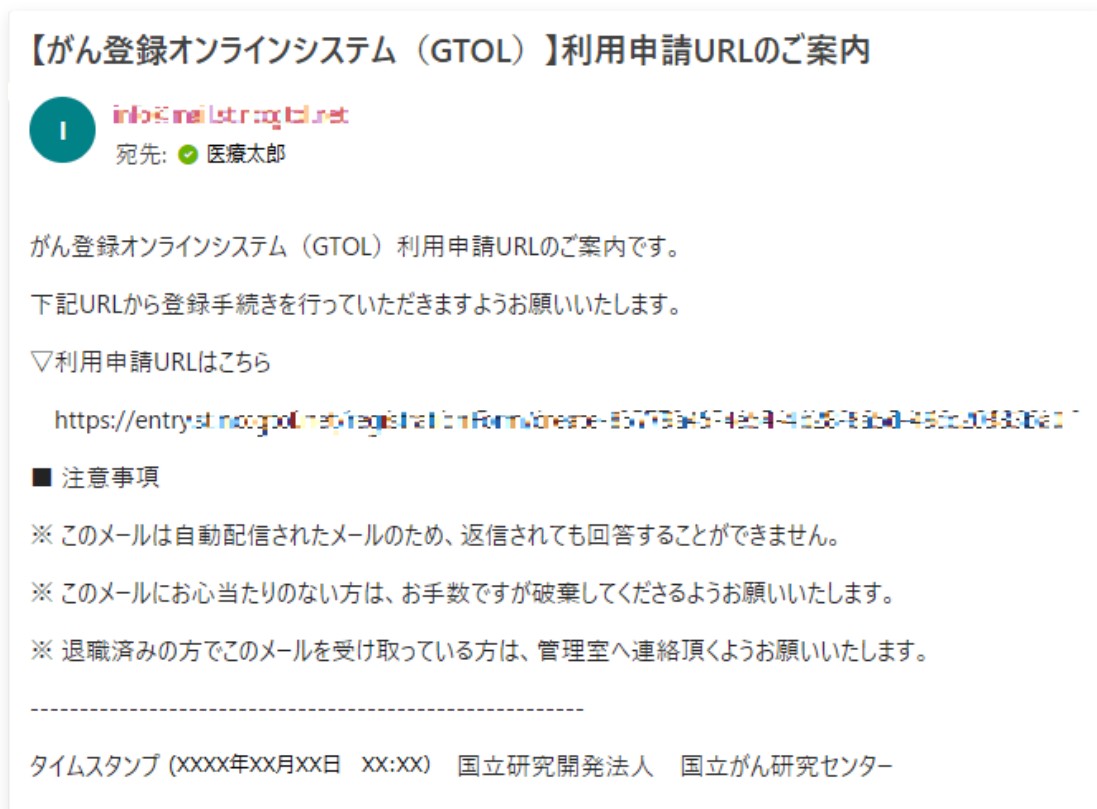 【がん登録オンラインシステム（GTOL）】利用申請URLのご案内
I
宛先: 医療太郎
がん登録オンラインシステム（GTOL）利用申請URLのご案内です。
下記URLから登録手続きを行っていただきますようお願いいたします。
▽利用申請URLはこちら
https://entry
■ 注意事項
※ このメールは自動配信されたメールのため、返信されても回答することができません。
※ このメールにお心当たりのない方は、お手数ですが破棄してくださるようお願いいたします。
※ 退職済みの方でこのメールを受け取っている方は、管理室へ連絡頂くようお願いいたします。
--------------------------------------------------------
タイムスタンプ (XXXX年XX月XX日　XX:XX)　国立研究開発法人　国立がん研究センター